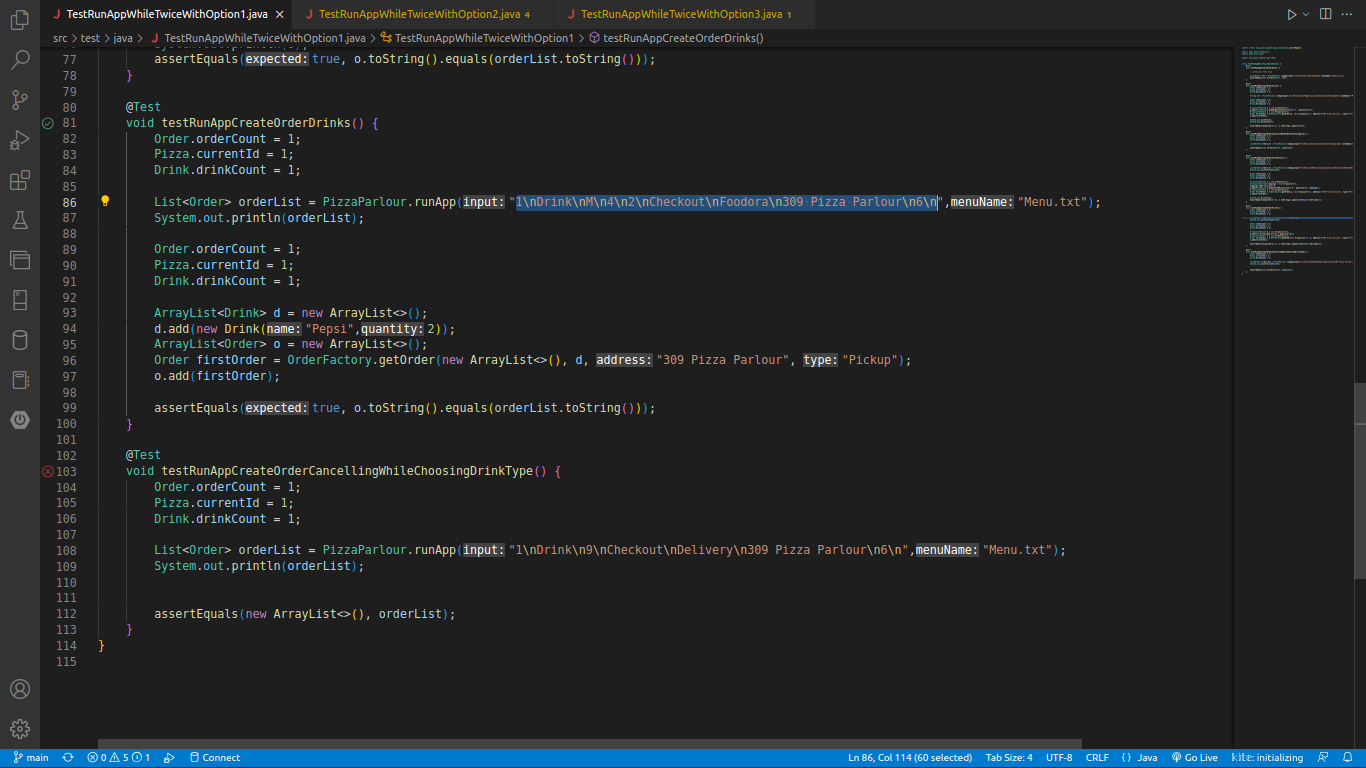 TestRunAppWhileTwiceWithOption1.java
TestRunAppWhileTwiceWithOption2.java 4
TestRunAppWhileTwiceWithOption3.java 1
src > test > java > TestRunAppWhileTwiceWithOption1.java > TestRunAppWhileTwiceWithOption1 > testRunAppCreateOrderDrinks()
77 assertEquals(expected: true, o.toString().equals(orderList.toString()));
78 }
79
80 @Test
81 void testRunAppCreateOrderDrinks() {
82 Order.orderCount = 1;
83 Pizza.currentId = 1;
84 Drink.drinkCount = 1;
85
86 List<Order> orderList = PizzaParlour.runApp(input: "1\nDrink\nM\n4\n2\nCheckout\nFoodora\n309 Pizza Parlour\n6\n",menuName: "Menu.txt");
87 System.out.println(orderList);
88
89 Order.orderCount = 1;
90 Pizza.currentId = 1;
91 Drink.drinkCount = 1;
92
93 ArrayList<Drink> d = new ArrayList<>();
94 d.add(new Drink(name: "Pepsi",quantity: 2));
95 ArrayList<Order> o = new ArrayList<>();
96 Order firstOrder = OrderFactory.getOrder(new ArrayList<>(), d, address: "309 Pizza Parlour", type: "Pickup");
97 o.add(firstOrder);
98
99 assertEquals(expected: true, o.toString().equals(orderList.toString()));
100 }
101
102 @Test
103 void testRunAppCreateOrderCancellingWhileChoosingDrinkType() {
104 Order.orderCount = 1;
105 Pizza.currentId = 1;
106 Drink.drinkCount = 1;
107
108 List<Order> orderList = PizzaParlour.runApp(input: "1\nDrink\n9\nCheckout\nDelivery\n309 Pizza Parlour\n6\n",menuName: "Menu.txt");
109 System.out.println(orderList);
110
111
112 assertEquals(new ArrayList<>(), orderList);
113 }
114 }
115
main 0 5 1 Connect Ln 86, Col 114 (60 selected) Tab Size: 4 UTF-8 CRLF {} Java Go Live kite: initializing